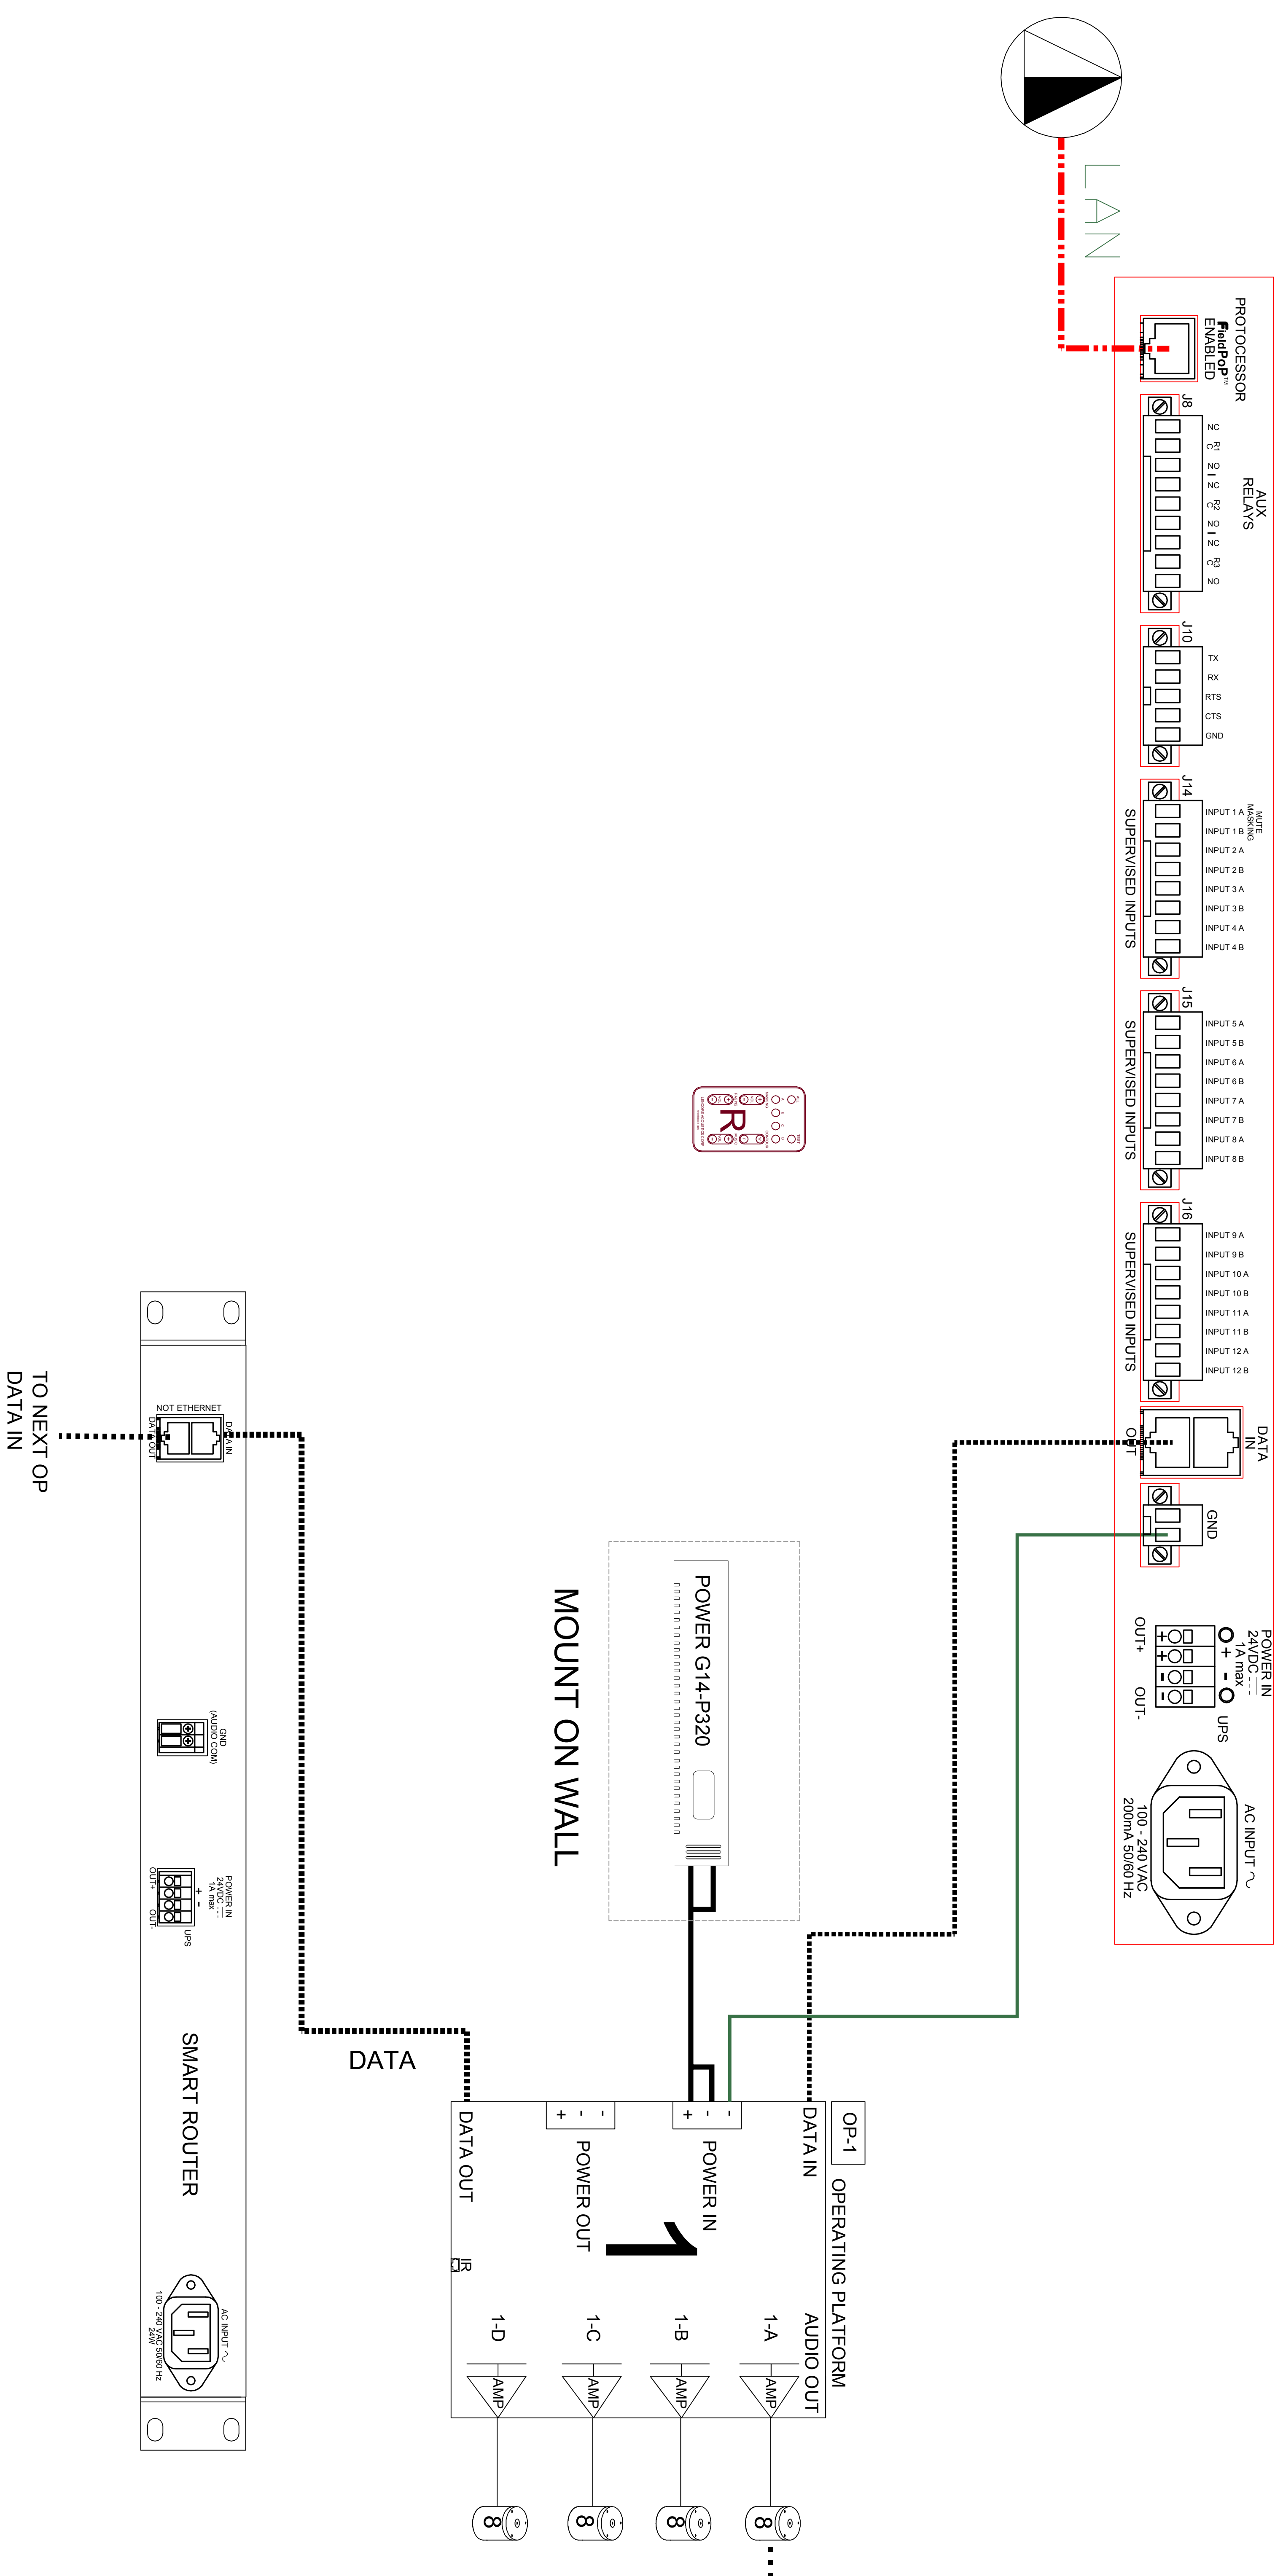 LAN
PROTOCESSOR
FieldPoP™
ENABLED
J8
NC
R1
C
NO
NC
R2
C
NO
NC
R3
C
NO
AUX
RELAYS
J10
TX
RX
RTS
CTS
GND
J14
MUTE
MASKING
INPUT 1 A
INPUT 1 B
INPUT 2 A
INPUT 2 B
INPUT 3 A
INPUT 3 B
INPUT 4 A
INPUT 4 B
SUPERVISED INPUTS
J15
INPUT 5 A
INPUT 5 B
INPUT 6 A
INPUT 6 B
INPUT 7 A
INPUT 7 B
INPUT 8 A
INPUT 8 B
SUPERVISED INPUTS
J16
INPUT 9 A
INPUT 9 B
INPUT 10 A
INPUT 10 B
INPUT 11 A
INPUT 11 B
INPUT 12 A
INPUT 12 B
SUPERVISED INPUTS
DATA
IN
OUT
GND
POWER IN
24VDC
1A max
+ -
UPS
+ + - -
OUT+
OUT-
AC INPUT
100 - 240 VAC
200mA 50/60 Hz
R
POWER G14-P320
MOUNT ON WALL
OP-1
OPERATING PLATFORM
DATA IN
AUDIO OUT
-
-
+
POWER IN
1
-
-
+
POWER OUT
DATA OUT
IR
1-A
AMP
8
1-B
AMP
8
1-C
AMP
8
1-D
AMP
8
DATA
NOT ETHERNET
DATA IN
DATA OUT
GND
(AUDIO COM)
POWER IN
24VDC
1A max
+ -
UPS
OUT+
OUT-
SMART ROUTER
AC INPUT
100 - 240 VAC 50/60 Hz
24W
TO NEXT OP
DATA IN